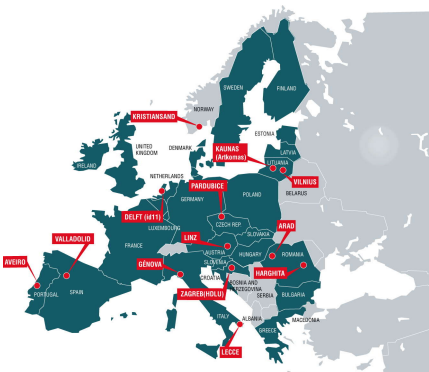 FINLAND
SWEDEN
NORWAY
KRISTIANSAND
ESTONIA
LATVIA
KAUNAS
(Artkomas)
LITUANIA
DENMARK
UNITED
KINGDOM
IRELAND
NETHERLANDS
PARDUBICE
VILNIUS
BELARUS
GERMANY
POLAND
DELFT (id11)
LUXEMBOURG
CZECH REP.
ARAD
VALLADOLID
LINZ
SLOVAKIA
FRANCE
AUSTRIA
HUNGARY
ROMANIA
AVEIRO
GÉNOVA
SLOVENIA
HARGHITA
CROATIA
BOSNIA AND
HERZEGOVINA
PORTUGAL
SPAIN
ZAGREB(HOLU)
SERBIA
BULGARIA
ITALY
ALBANIA
MACEDONIA
GREECE
LECCE